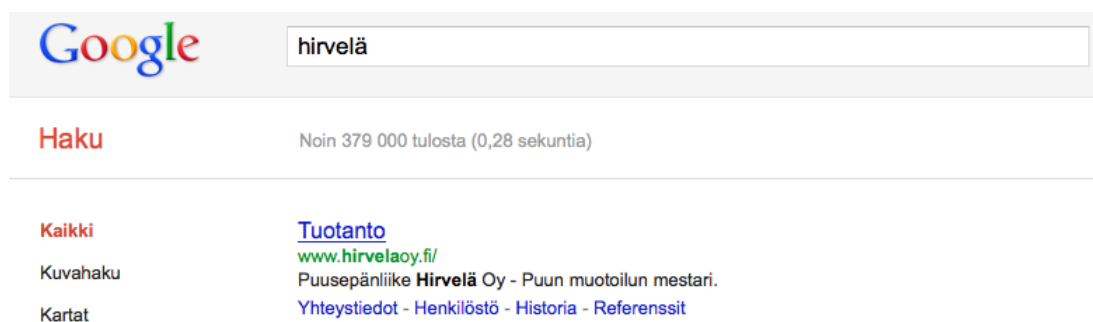 Google
hirvelä
Haku
Noin 379 000 tulosta (0,28 sekuntia)
Kaikki
Kuvahaku
Kartat
Tuotanto
www.hirvelaoy.fi/
Puusepänliike Hirvelä Oy - Puun muotoilun mestari.
Yhteystiedot - Henkilöstö - Historia - Referenssit